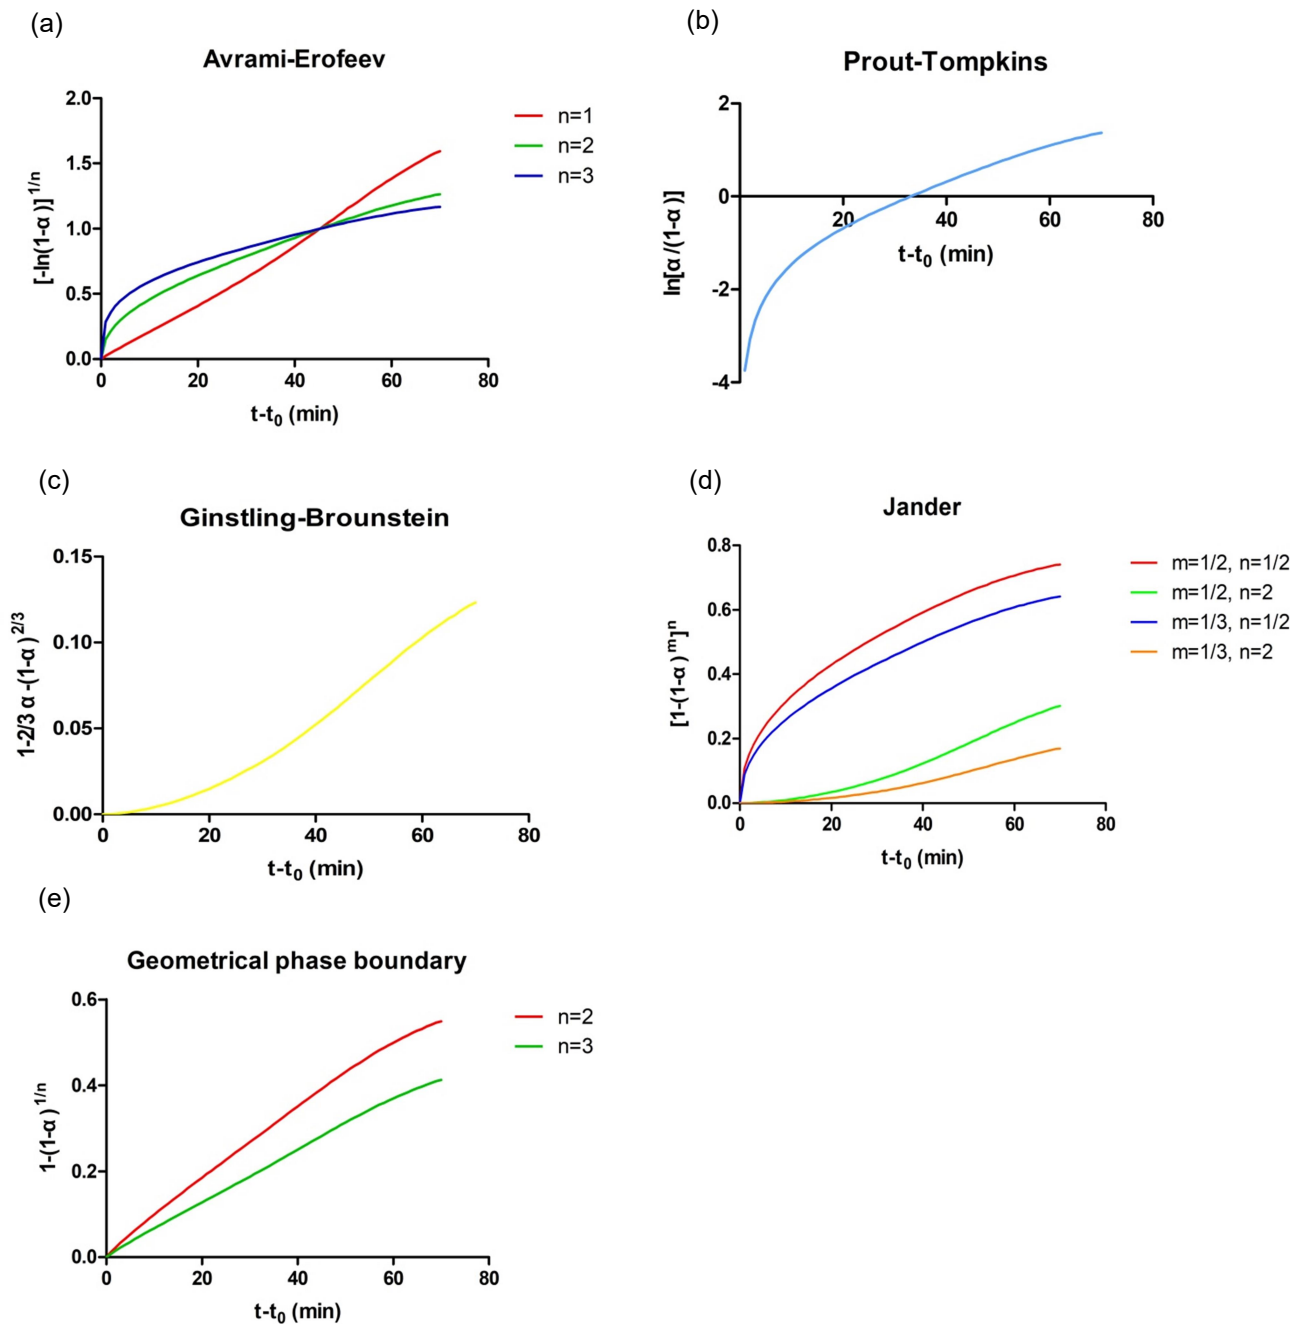 (a)
Avrami-Erofeev
[-ln(1-α)]^1/n
2.0
1.5
1.0
0.5
0.0
0 20 40 60 80
t-t₀ (min)
n=1
n=2
n=3
(b)
Prout-Tompkins
ln[α/(1-α)]
2
0
-2
-4
20 40 60 80
t-t₀ (min)
(c)
Ginstling-Brounstein
1-2/3 α -(1-α)^2/3
0.15
0.10
0.05
0.00
0 20 40 60 80
t-t₀ (min)
(d)
Jander
[1-(1-α)^m]^n
0.8
0.6
0.4
0.2
0.0
0 20 40 60 80
t-t₀ (min)
m=1/2, n=1/2
m=1/2, n=2
m=1/3, n=1/2
m=1/3, n=2
(e)
Geometrical phase boundary
1-(1-α)^1/n
0.6
0.4
0.2
0.0
0 20 40 60 80
t-t₀ (min)
n=2
n=3